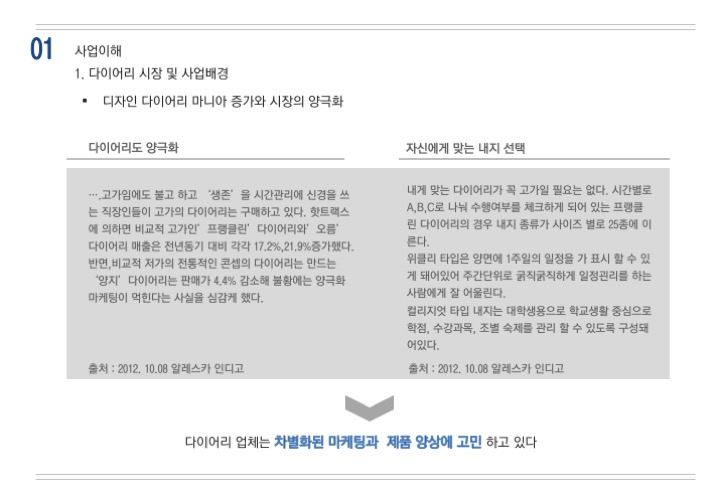 01
사업이해
1. 다이어리 시장 및 사업배경
▪ 디자인 다이어리 마니아 증가와 시장의 양극화
다이어리도 양극화
….고가임에도 불고 하고 ‘생존’을 시간관리에 신경을 쓰
는 직장인들이 고가의 다이어리는 구매하고 있다. 핫트랙스
에 의하면 비교적 고가인’ 프랭클린’ 다이어리와’ 오롬’
다이어리 매출은 전년동기 대비 각각 17.2%,21.9%증가했다.
반면,비교적 저가의 전통적인 콘셉의 다이어리는 만드는
‘양지’다이어리는 판매가 4.4% 감소해 불황에는 양극화
마케팅이 먹힌다는 사실을 심감케 했다.
출처 : 2012. 10.08 알레스카 인디고
자신에게 맞는 내지 선택
내게 맞는 다이어리가 꼭 고가일 필요는 없다. 시간별로
A,B,C로 나눠 수행여부를 체크하게 되어 있는 프램클
린 다이어리의 경우 내지 종류가 사이즈 별로 25종에 이
른다.
위클리 타입은 양면에 1주일의 일정을 가 표시 할 수 있
게 돼어있어 주간단위로 굵직굵직하게 일정관리를 하는
사람에게 잘 어울린다.
컬리지엇 타입 내지는 대학생용으로 학교생활 중심으로
학점, 수강과목, 조별 숙제를 관리 할 수 있도록 구성돼
어있다.
출처 : 2012. 10.08 알레스카 인디고
다이어리 업체는 차별화된 마케팅과 제품 양상에 고민 하고 있다